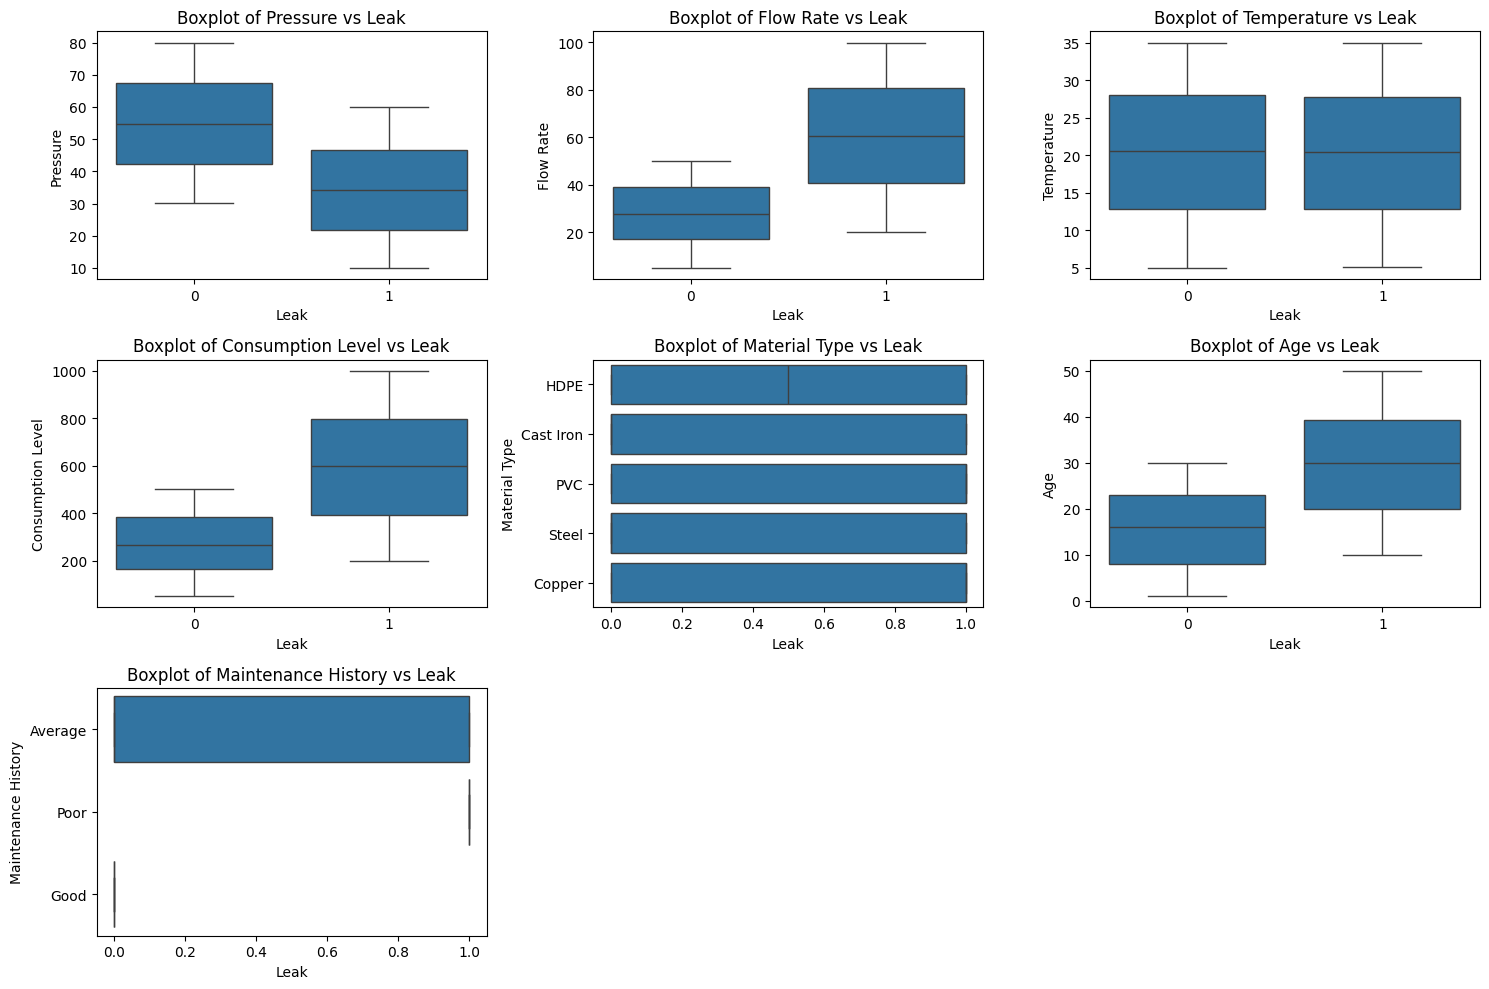 Boxplot of Pressure vs Leak
Pressure
80
70
60
50
40
30
20
10
0
1
Leak
Boxplot of Flow Rate vs Leak
Flow Rate
100
80
60
40
20
0
1
Leak
Boxplot of Temperature vs Leak
Temperature
35
30
25
20
15
10
5
0
1
Leak
Boxplot of Consumption Level vs Leak
Consumption Level
1000
800
600
400
200
0
1
Leak
Boxplot of Material Type vs Leak
Material Type
HDPE
Cast Iron
PVC
Steel
Copper
0.0
0.2
0.4
0.6
0.8
1.0
Leak
Boxplot of Age vs Leak
Age
50
40
30
20
10
0
0
1
Leak
Boxplot of Maintenance History vs Leak
Maintenance History
Average
Poor
Good
0.0
0.2
0.4
0.6
0.8
1.0
Leak